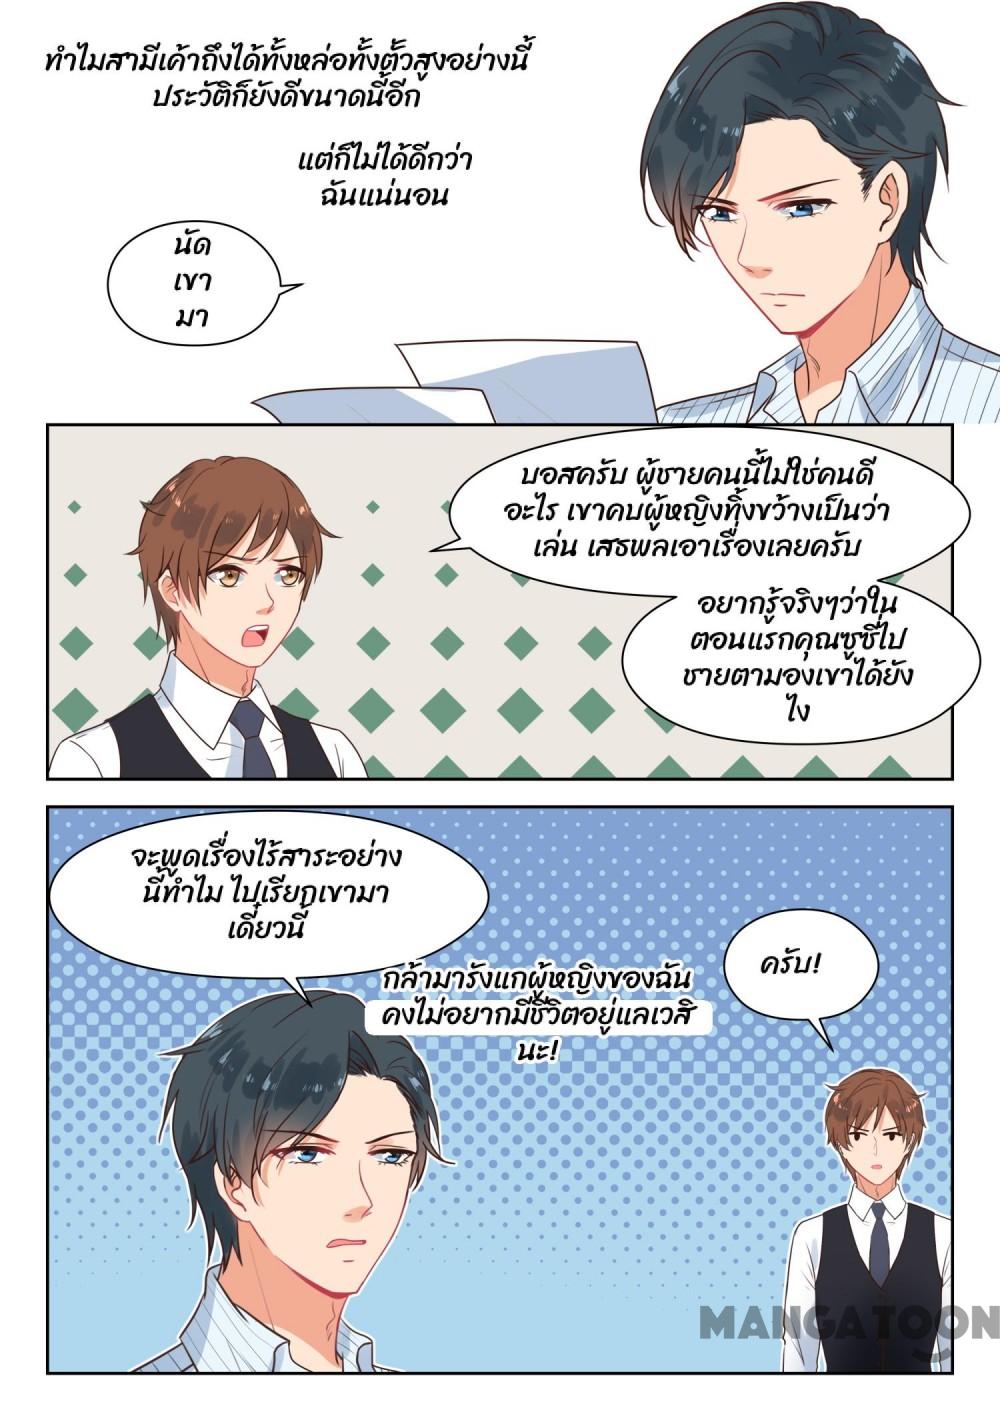 ทำไมสามีเค้าถึงได้ทั้งหล่อทั้งตัวสูงอย่างนี้
ประวัติก็ยังดีขนาดนี้อีก
แต่ก็ไม่ได้ดีกว่า
ฉันแน่นอน
นัด
เขา
มา
บอสครับ ผู้ชายคนนี้ไม่ใช่คนดี
อะไร เขาคบผู้หญิงทิ้งขว้างเป็นว่า
เล่น เสธพลเอาเรื่องเลยครับ
อยากรู้จริงๆว่าใน
ตอนแรกคุณซูซี่ไป
ชายตามองเขาได้ยัง
ไง
จะพูดเรื่องไร้สาระอย่าง
นี้ทำไม ไปเรียกเขามา
เดี๋ยวนี้
กล้ามารังแกผู้หญิงของฉัน
คงไม่อยากมีชีวิตอยู่แลเวสิ
นะ!
ครับ!
MANGATOON